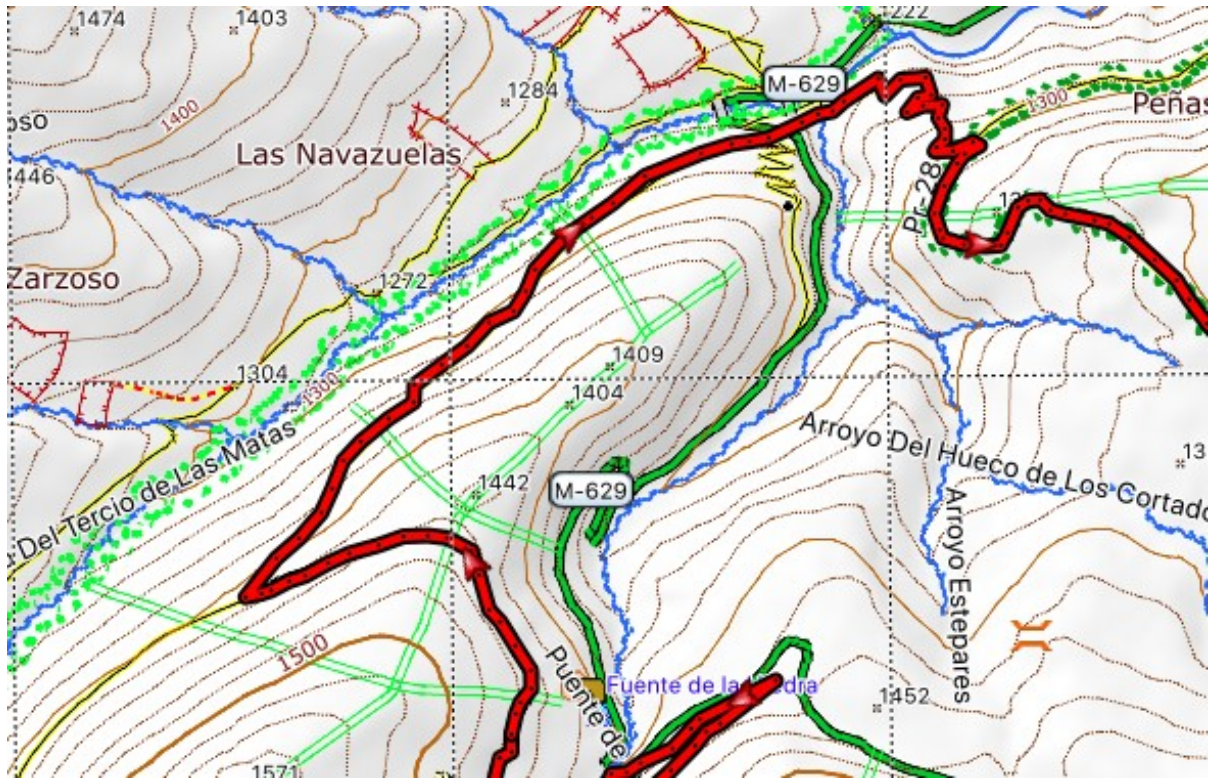 1474
1403
1222
M-629
1284
1400
1300
Peñas
Las Navazuelas
446
Pr-28
1272
Zarzoso
1409
1304
1300
1404
Arroyo Del Hueco de Los Cortado
13
Del Tercio de Las Matas
1442
M-629
Arroyo Estepares
1500
Puente de
Fuente de la
1452
1571